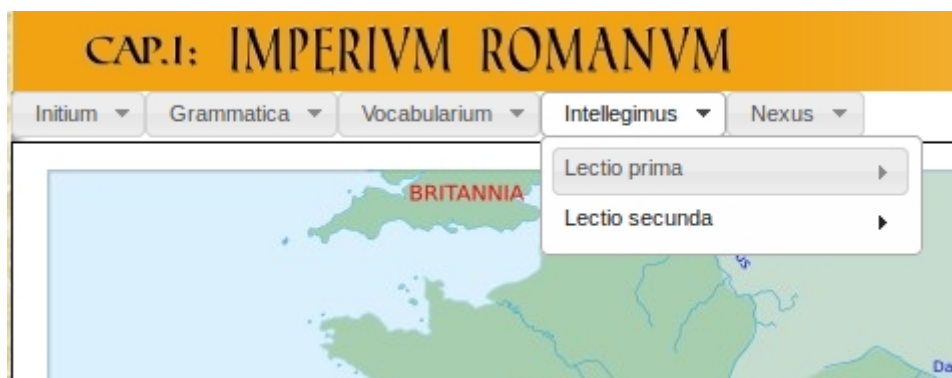 CAP.I: IMPERIVM ROMANVM
Initium Grammatica Vocabularium Intellegimus Nexus
Lectio prima
Lectio secunda
BRITANNIA